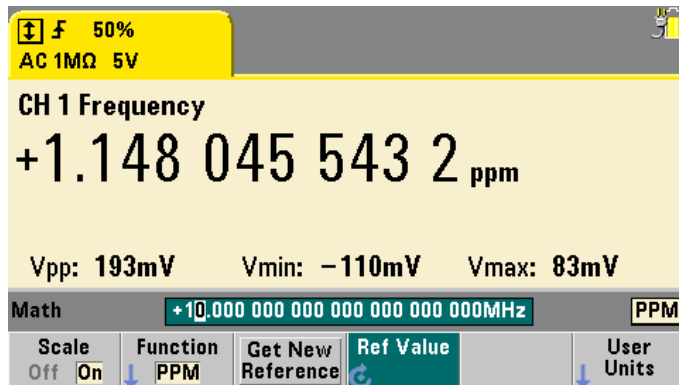 50%
AC 1MΩ 5V
CH 1 Frequency
+1.148 045 543 2 ppm
Vpp: 193mV Vmin: −110mV Vmax: 83mV
Math +10.000 000 000 000 000 000 000MHz PPM
Scale Function Get New Reference Ref Value User Units
Off On PPM